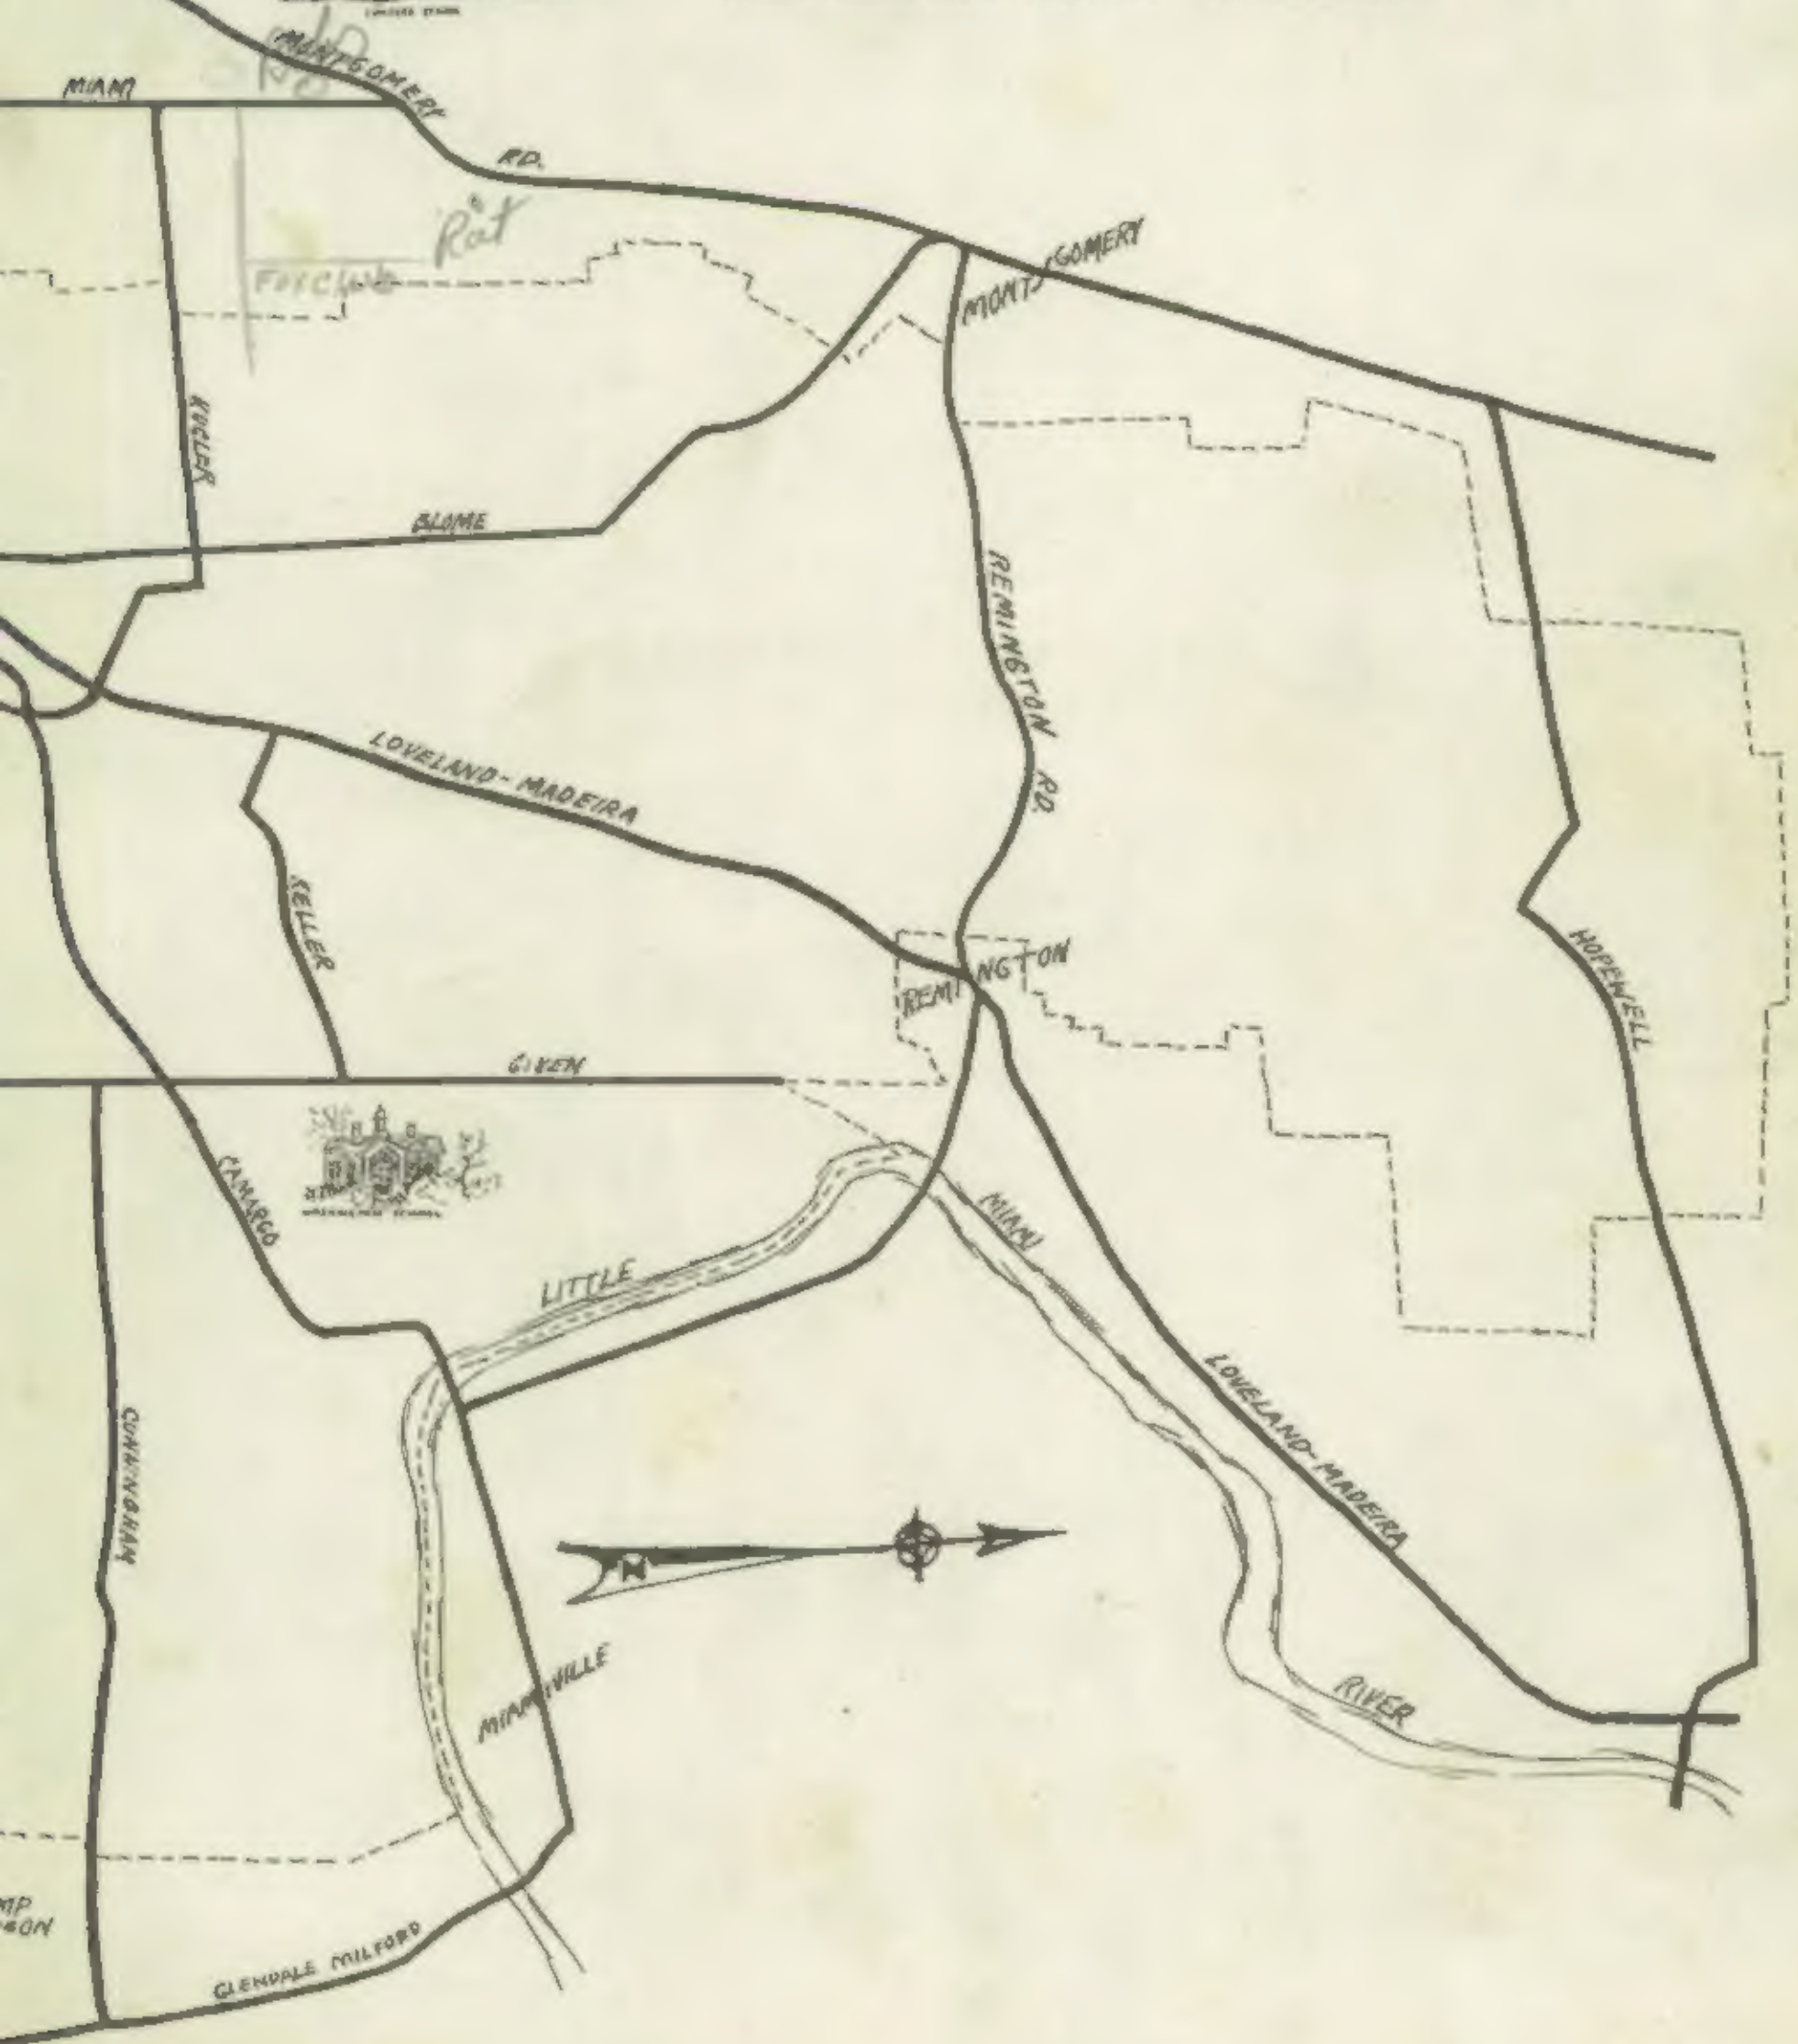 MONTGOMERY
MIAMI
RD.
Rat
MONTGOMERY
KUGLER
BLOME
REMINGTON RD.
LOVELAND-MADEIRA
KELLER
HOPEWELL
REMINGTON
GIVEN
CAMARGO
MIAMI
LITTLE
LOVELAND-MADEIRA
CUNNINGHAM
N
MIAMIVILLE
RIVER
GLENDALE MILFORD